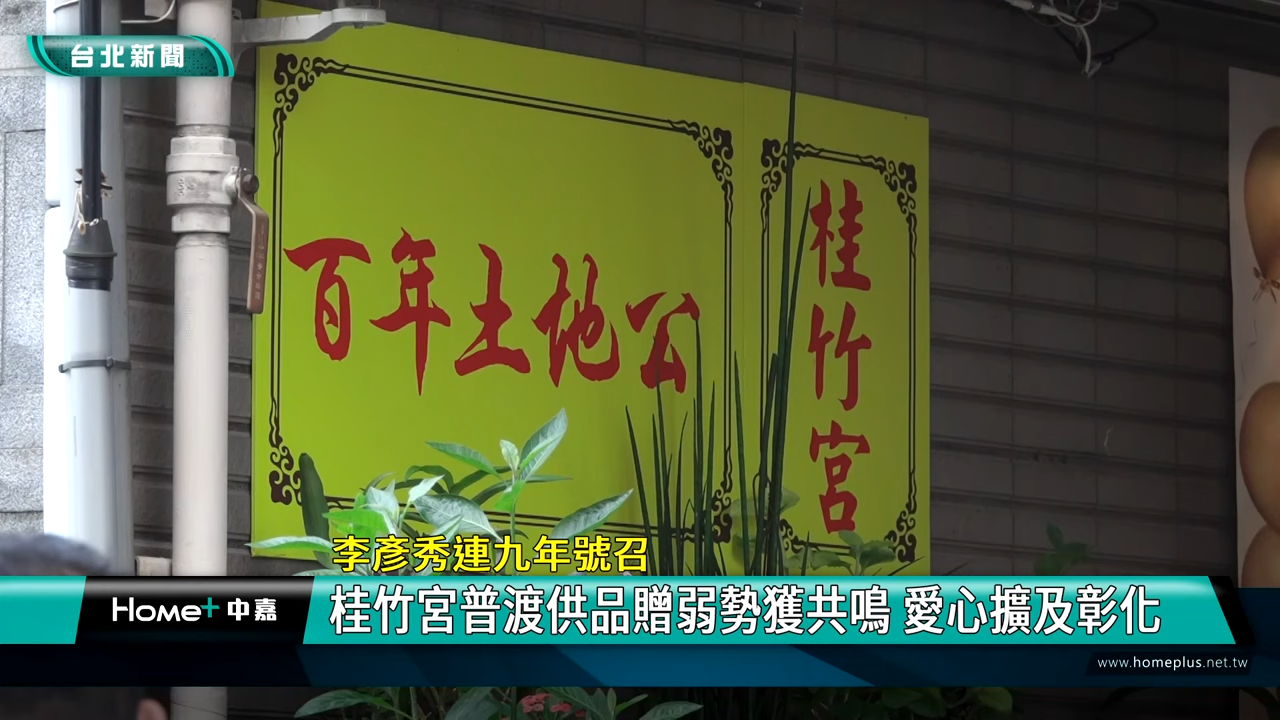 台北新聞
百年土地公
桂竹宮
李彥秀連九年號召
Home+中嘉
桂竹宮普渡供品贈弱勢獲共鳴 愛心擴及彰化
www.homeplus.net.tw